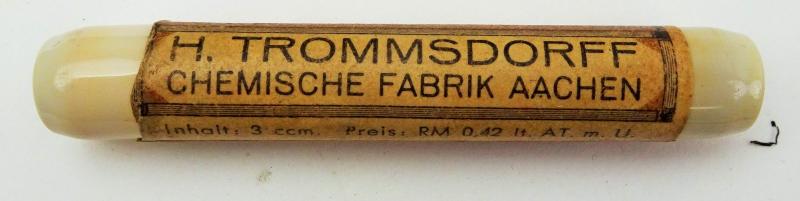 H. TROMMSDORFF
CHEMISCHE FABRIK AACHEN
Inhalt: 3 ccm. Preis: RM 0,42 lt. AT. m. U.